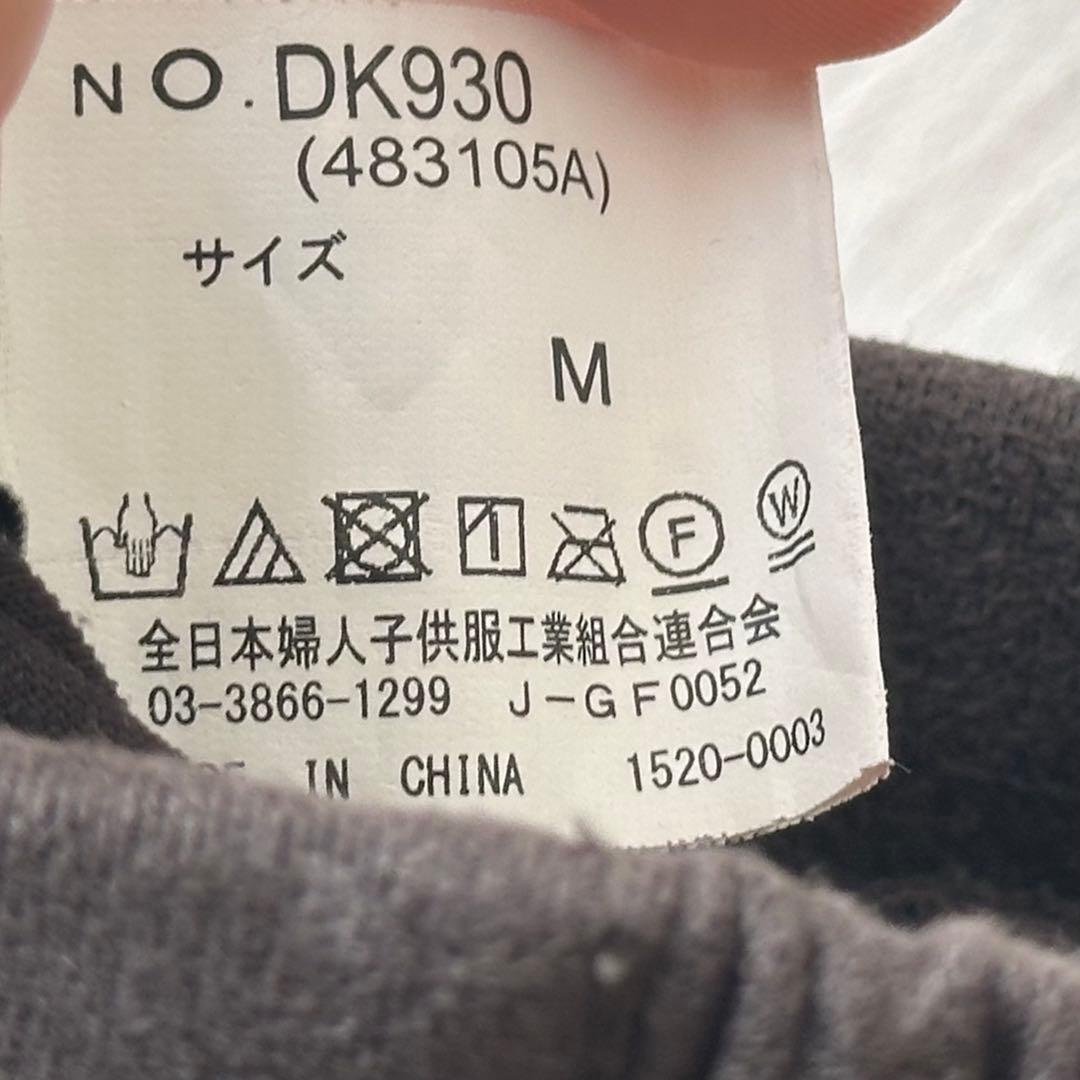 NO.DK930
(483105A)
サイズ
M
F W
全日本婦人子供服工業組合連合会
03-3866-1299 J-GF0052
IN CHINA 1520-0003